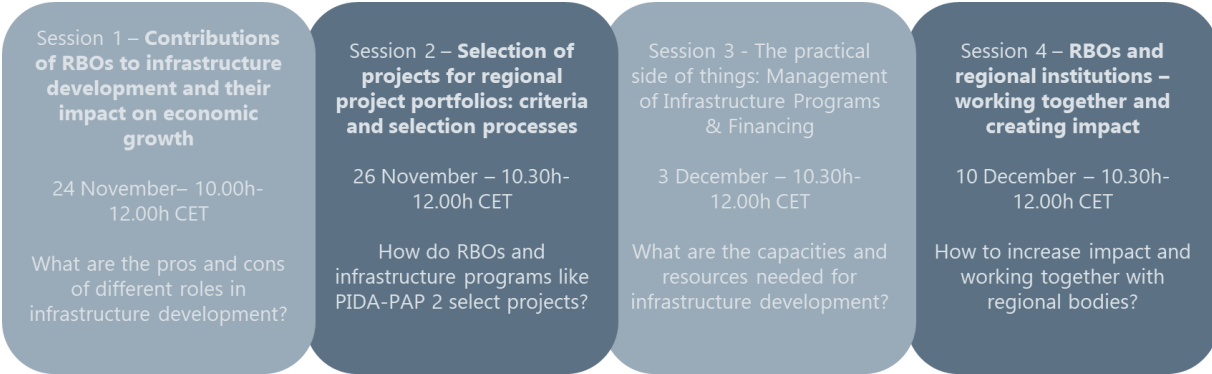 Session 1 – Contributions
of RBOs to infrastructure
development and their
impact on economic
growth
24 November– 10.00h-
12.00h CET
What are the pros and cons
of different roles in
infrastructure development?
Session 2 – Selection of
projects for regional
project portfolios: criteria
and selection processes
26 November – 10.30h-
12.00h CET
How do RBOs and
infrastructure programs like
PIDA-PAP 2 select projects?
Session 3 - The practical
side of things: Management
of Infrastructure Programs
& Financing
3 December – 10.30h-
12.00h CET
What are the capacities and
resources needed for
infrastructure development?
Session 4 – RBOs and
regional institutions –
working together and
creating impact
10 December – 10.30h-
12.00h CET
How to increase impact and
working together with
regional bodies?